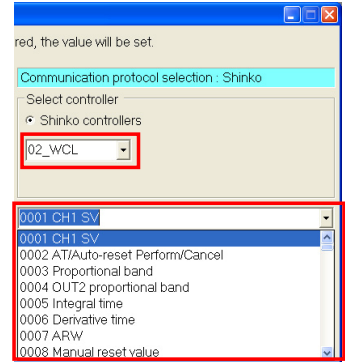 red, the value will be set.
Communication protocol selection : Shinko
Select controller
Shinko controllers
02_WCL
0001 CH1 SV
0001 CH1 SV
0002 AT/Auto-reset Perform/Cancel
0003 Proportional band
0004 OUT2 proportional band
0005 Integral time
0006 Derivative time
0007 ARW
0008 Manual reset value